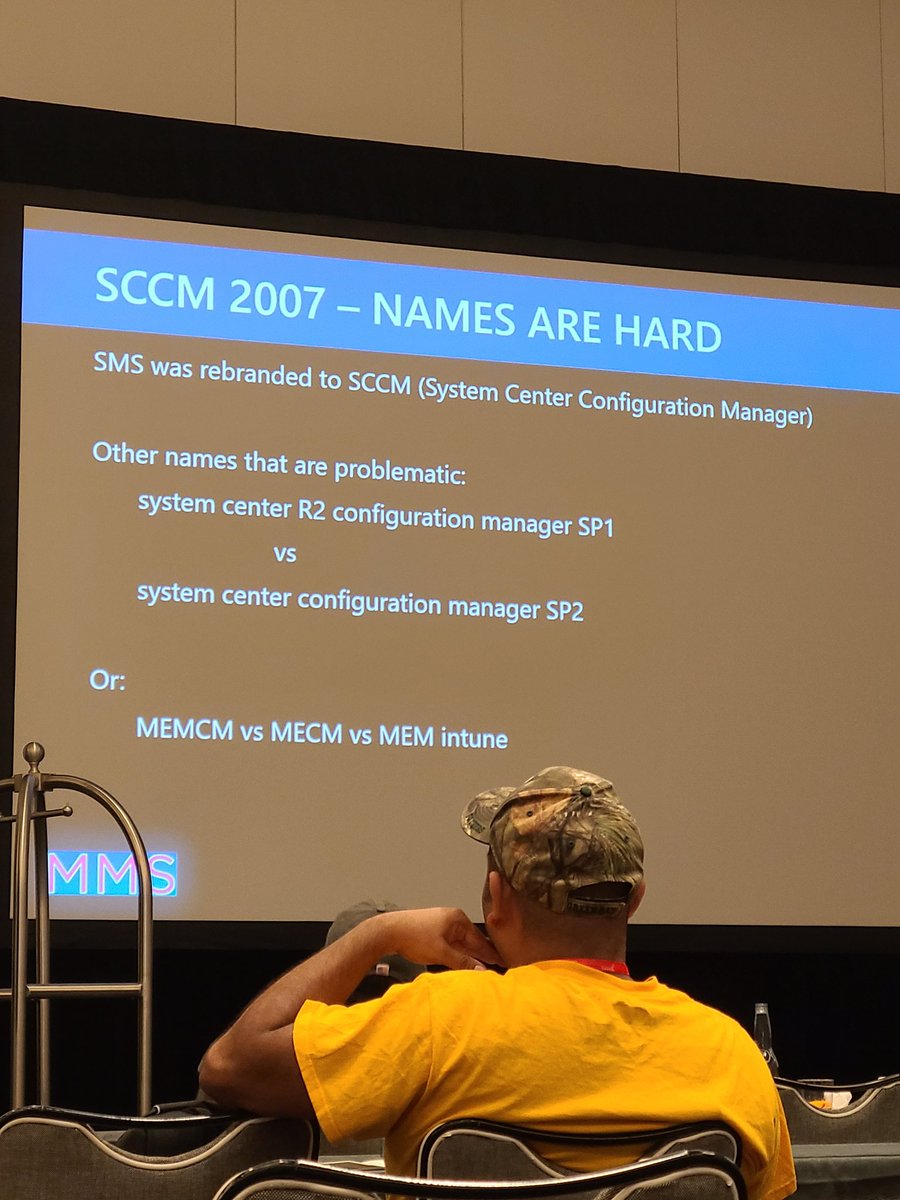 SCCM 2007 – NAMES ARE HARD
SMS was rebranded to SCCM (System Center Configuration Manager)
Other names that are problematic:
system center R2 configuration manager SP1
vs
system center configuration manager SP2
Or:
MEMCM vs MECM vs MEM intune
MMS